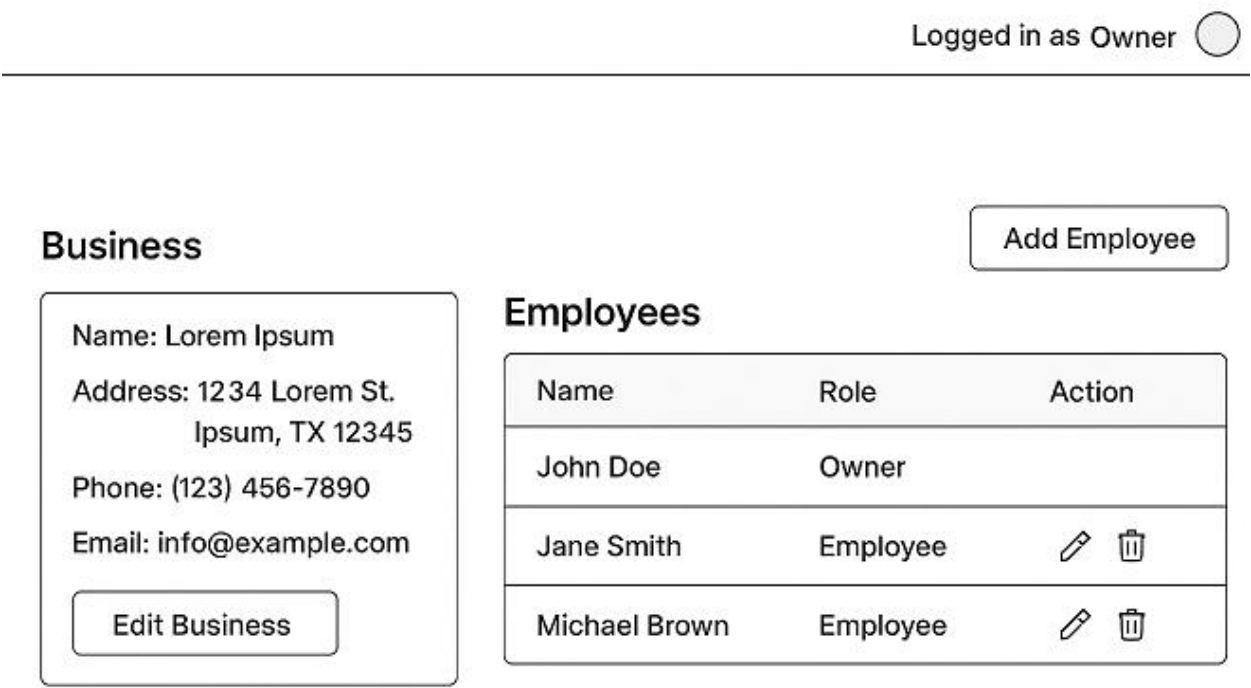 Logged in as Owner
Business
Name: Lorem Ipsum
Address: 1234 Lorem St.
Ipsum, TX 12345
Phone: (123) 456-7890
Email: info@example.com
Edit Business
Add Employee
Employees
Name Role Action
John Doe Owner
Jane Smith Employee
Michael Brown Employee